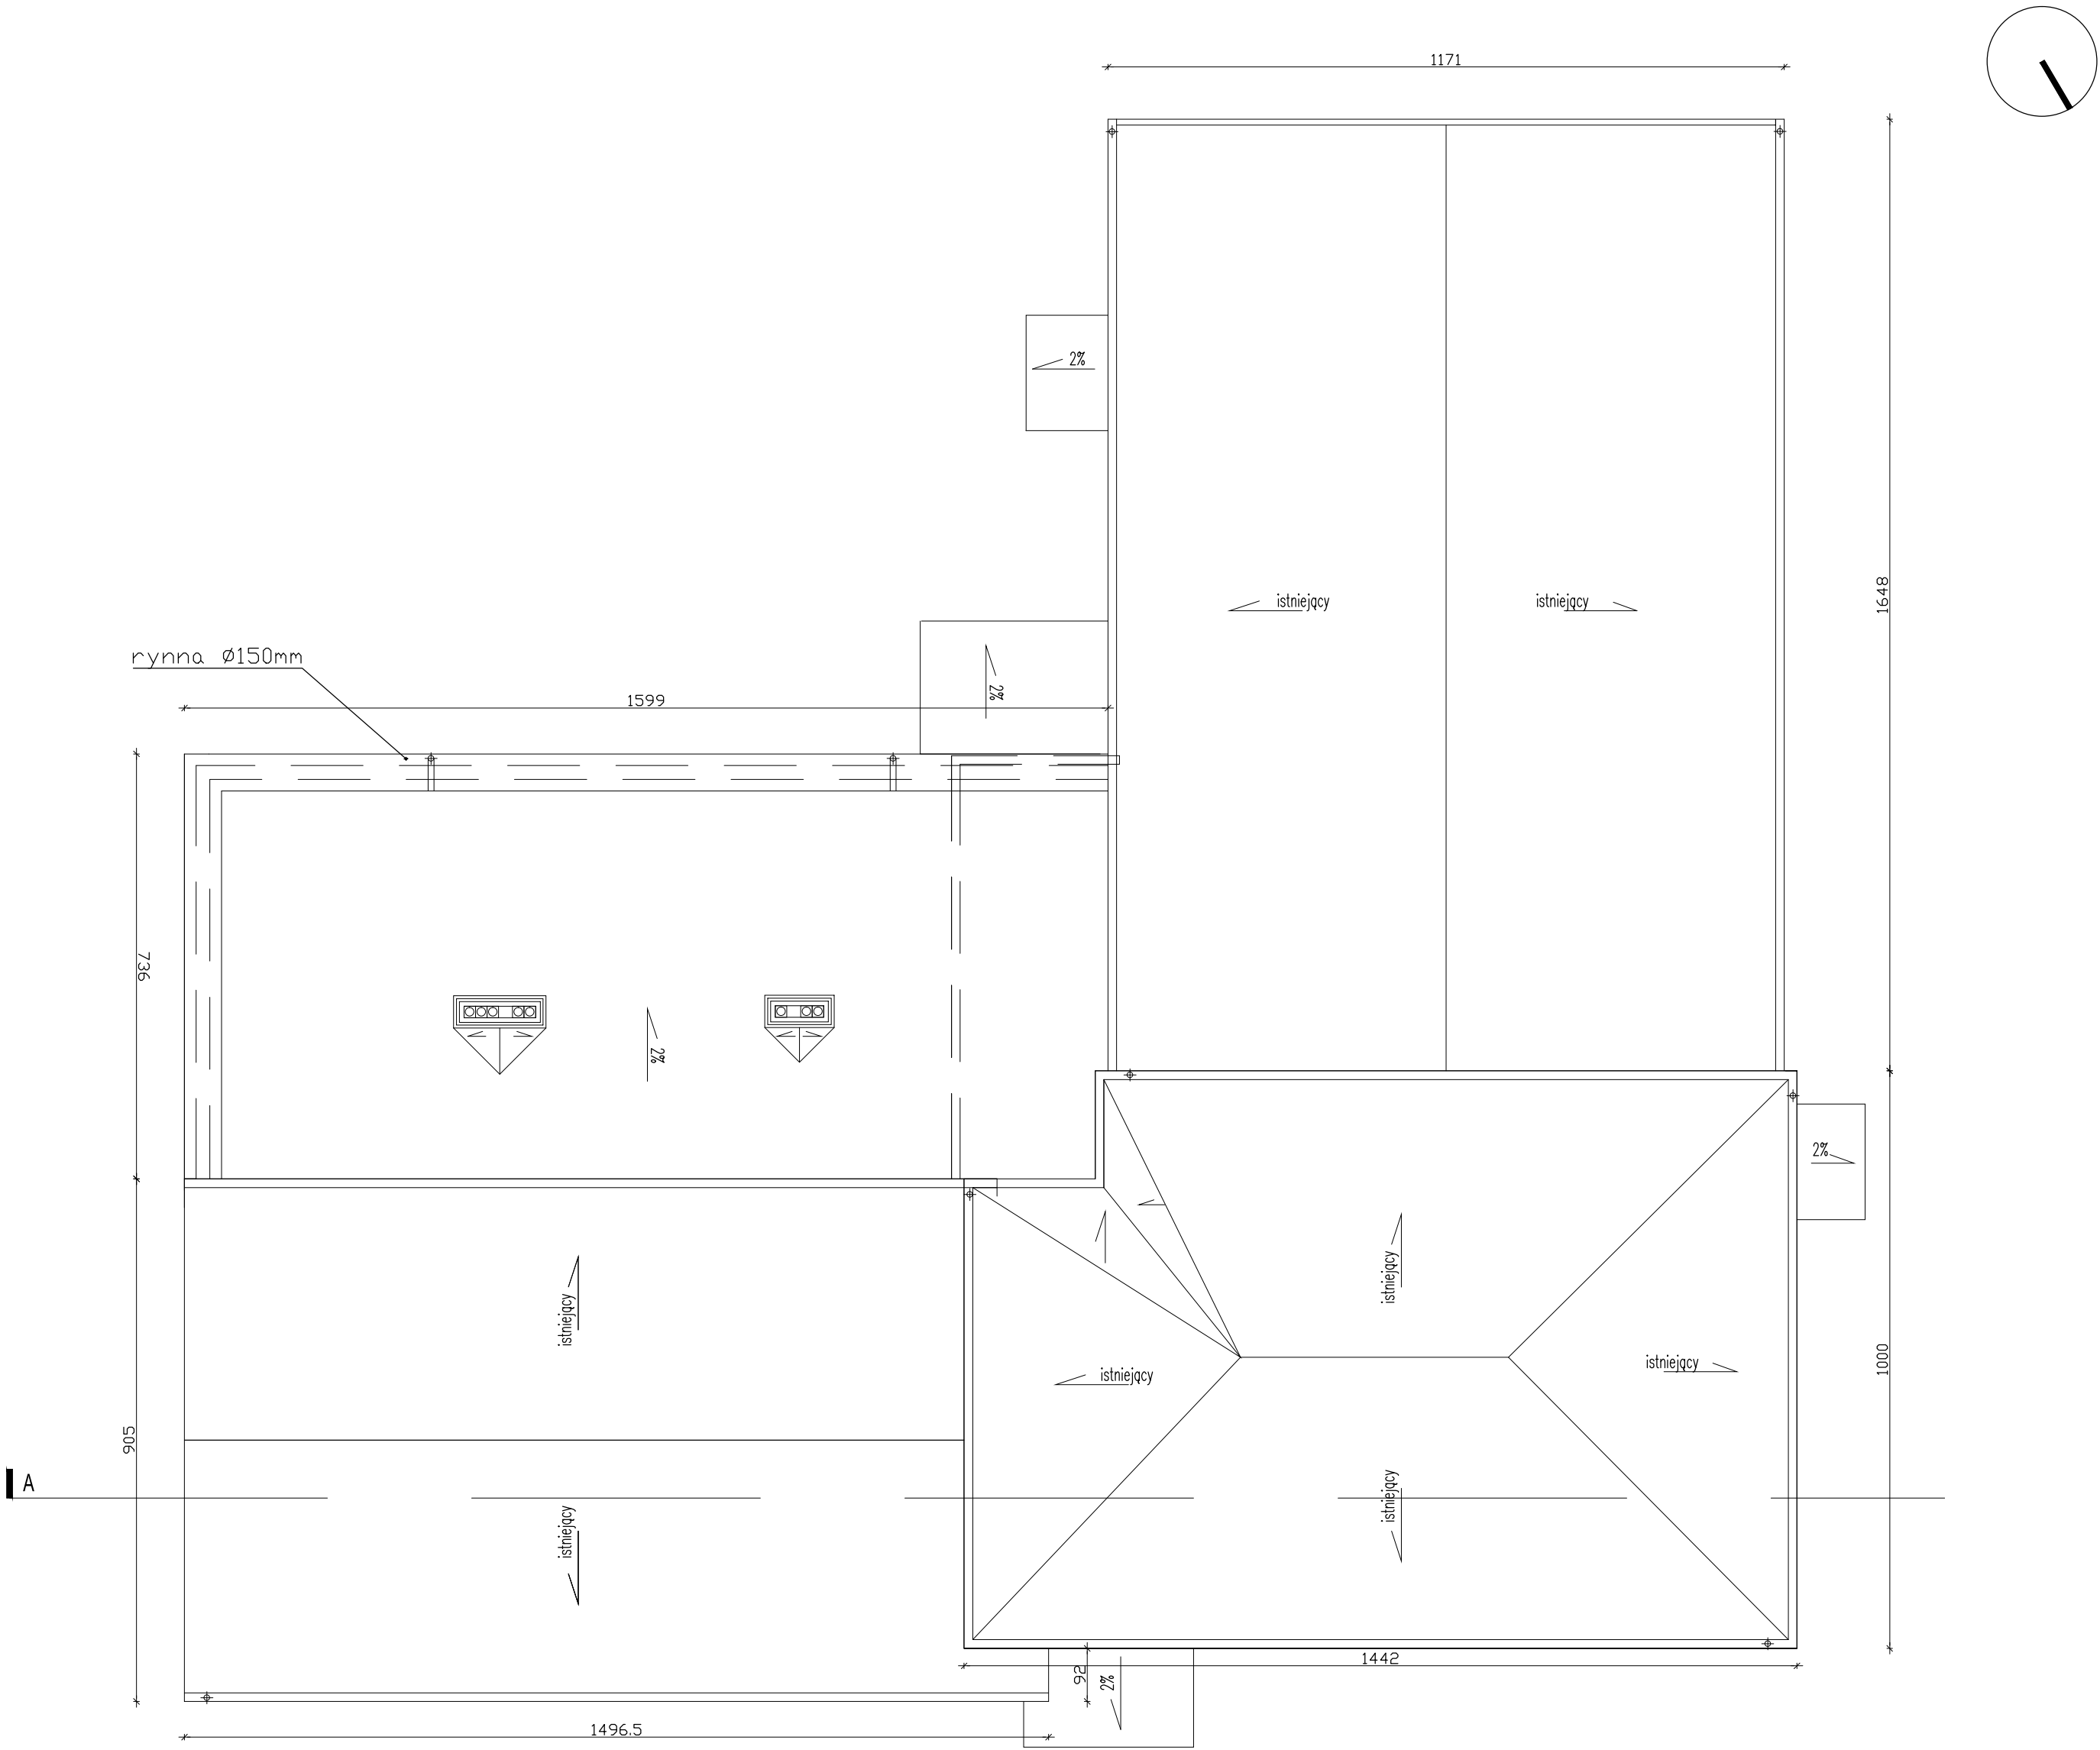 1171
2%
istniejący
istniejący
1648
rynna Ø150mm
2%
1599
736
2%
2%
istniejący
istniejący
istniejący
istniejący
1000
905
A
istniejący
istniejący
1442
92
2%
1496.5